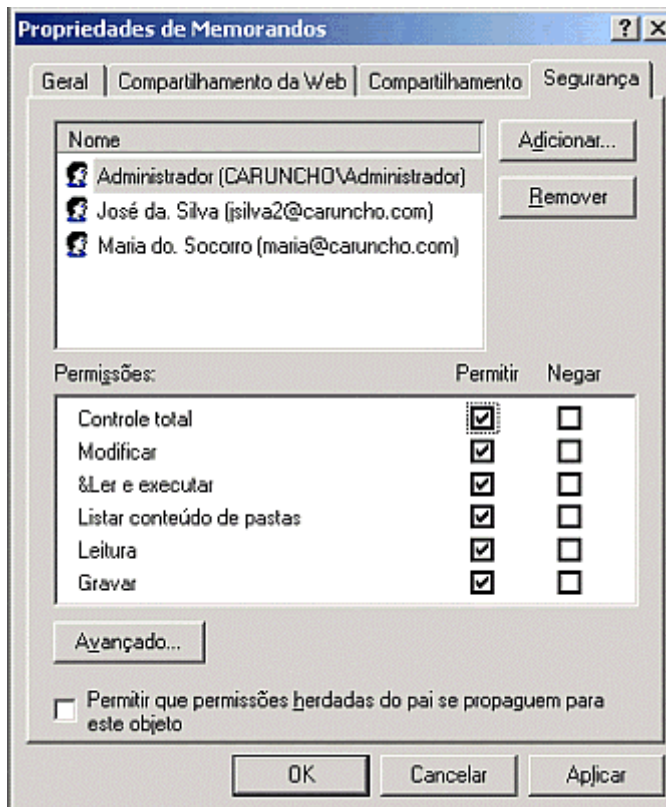 Propriedades de Memorandos
Geral Compartilhamento da Web Compartilhamento Segurança
Nome
Adicionar...
Administrador (CARUNCHO\Administrador)
José da. Silva (jsilva2@caruncho.com)
Remover
Maria do. Socorro (maria@caruncho.com)
Permissões: Permitir Negar
Controle total
Modificar
&Ler e executar
Listar conteúdo de pastas
Leitura
Gravar
Avançado...
Permitir que permissões herdadas do pai se propaguem para
este objeto
OK Cancelar Aplicar